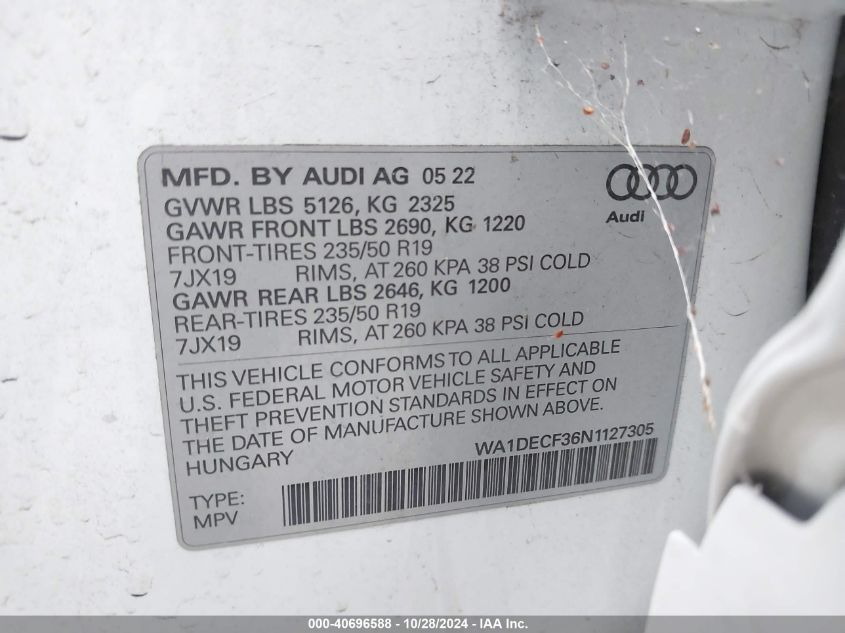 MFD. BY AUDI AG 05 22
Audi
GVWR LBS 5126, KG 2325
GAWR FRONT LBS 2690, KG 1220
FRONT-TIRES 235/50 R19
7JX19 RIMS, AT 260 KPA 38 PSI COLD
GAWR REAR LBS 2646, KG 1200
REAR-TIRES 235/50 R19
7JX19 RIMS, AT 260 KPA 38 PSI COLD
THIS VEHICLE CONFORMS TO ALL APPLICABLE
U.S. FEDERAL MOTOR VEHICLE SAFETY AND
THEFT PREVENTION STANDARDS IN EFFECT ON
THE DATE OF MANUFACTURE SHOWN ABOVE.
HUNGARY WA1DECF36N1127305
TYPE:
MPV
000-40696588 - 10/28/2024 - IAA Inc.